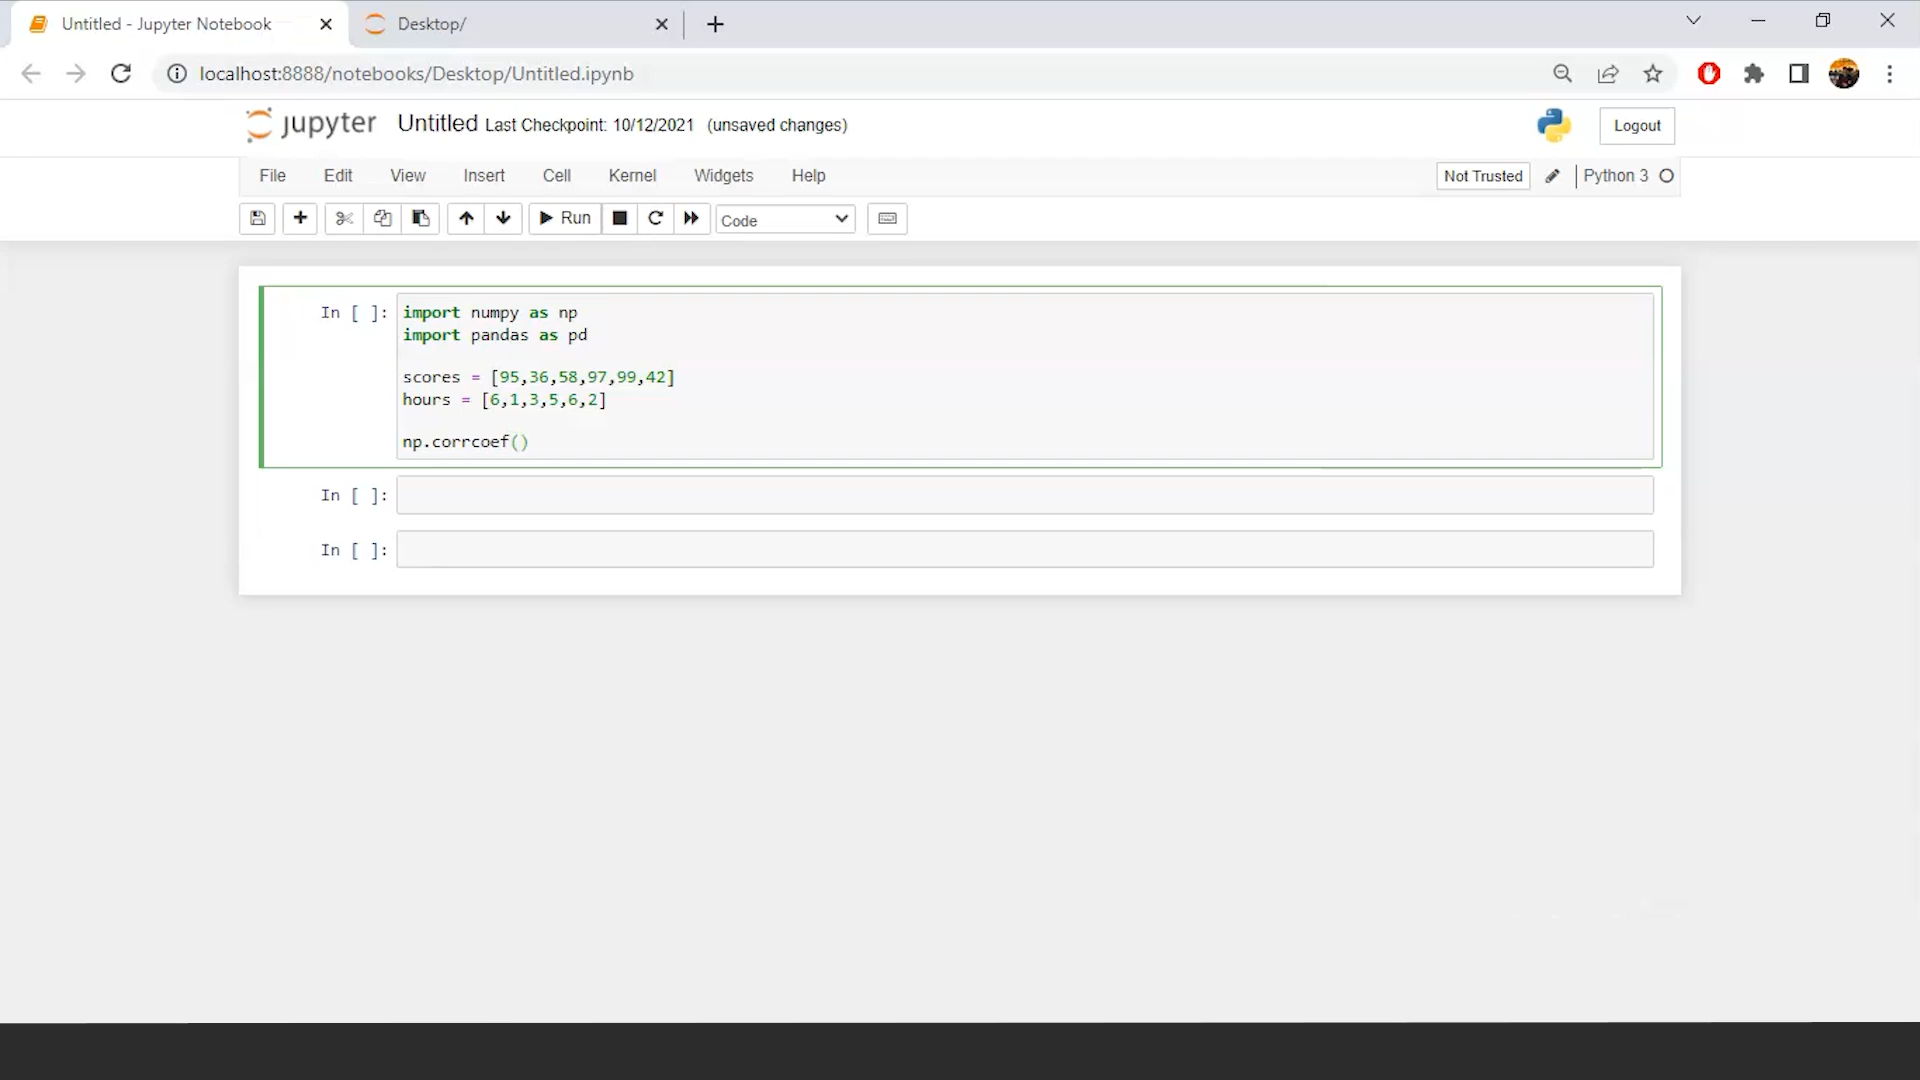 Untitled - Jupyter Notebook
Desktop/
localhost:8888/notebooks/Desktop/Untitled.ipynb
jupyter Untitled Last Checkpoint: 10/12/2021 (unsaved changes)
Logout
File Edit View Insert Cell Kernel Widgets Help Not Trusted Python 3
Run Code
In [ ]: import numpy as np
import pandas as pd
scores = [95,36,58,97,99,42]
hours = [6,1,3,5,6,2]
np.corrcoef()
In [ ]:
In [ ]: